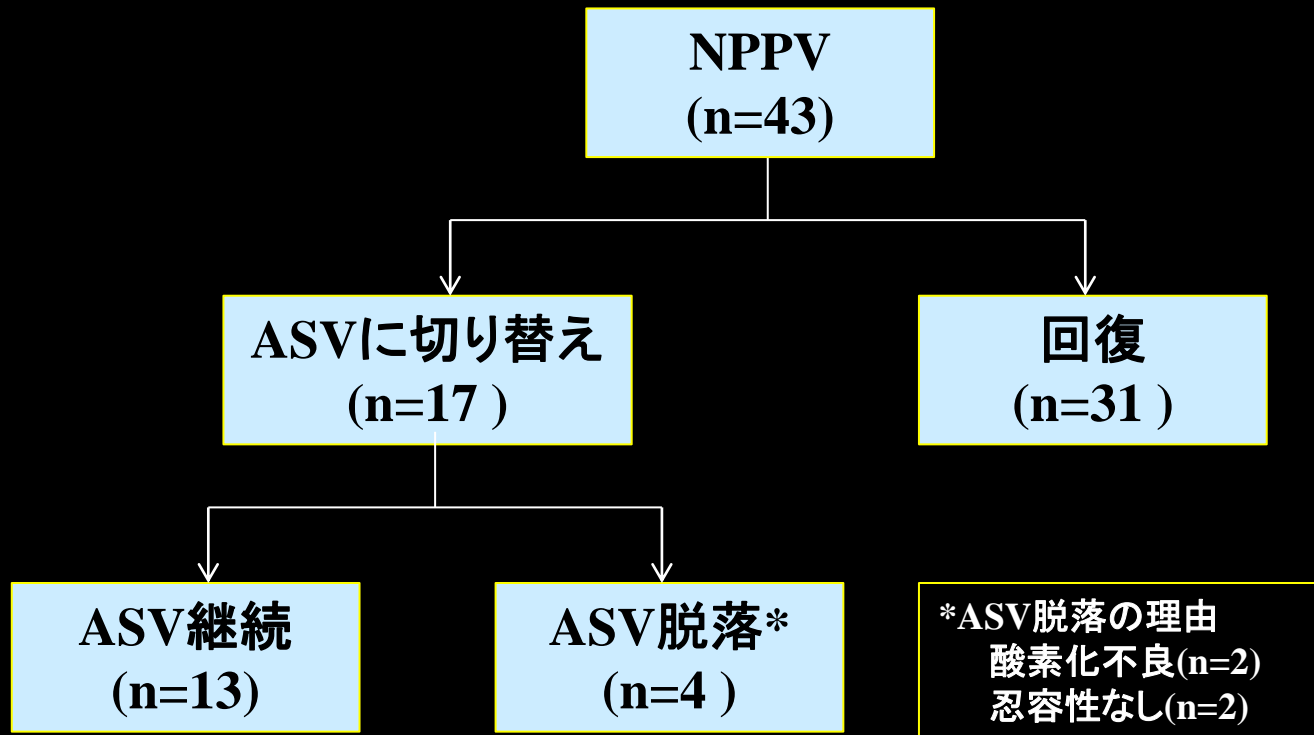 NPPV
(n=43)
ASVに切り替え
(n=17 )
回復
(n=31 )
ASV継続
(n=13)
ASV脱落*
(n=4 )
*ASV脱落の理由
酸素化不良(n=2)
忍容性なし(n=2)